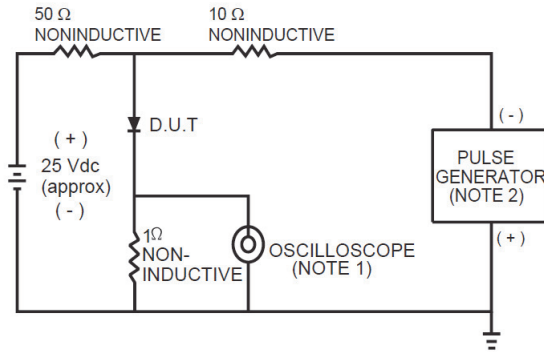 50 Ω
NONINDUCTIVE
10 Ω
NONINDUCTIVE
( + )
25 Vdc
(approx)
( - )
D.U.T
1Ω
NON-
INDUCTIVE
OSCILLOSCOPE
(NOTE 1)
( - )
PULSE
GENERATOR
(NOTE 2)
( + )